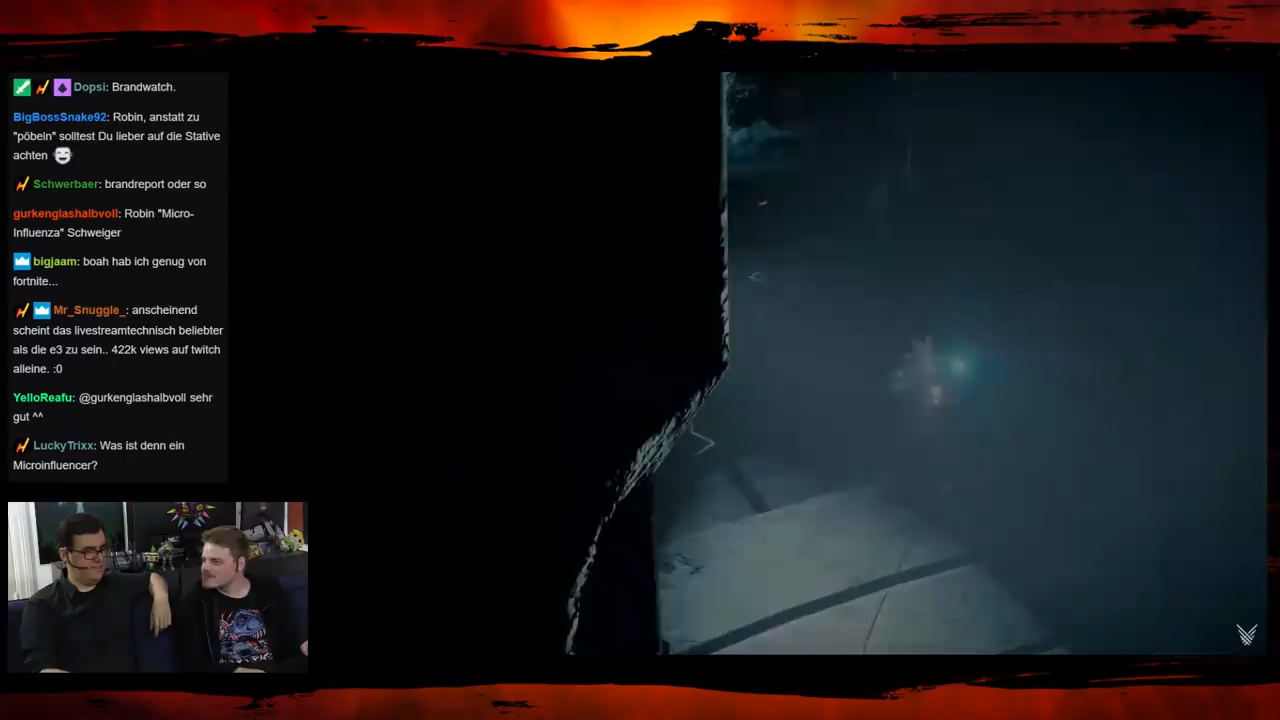 Dopsi: Brandwatch.
BigBossSnake92: Robin, anstatt zu
"pöbeln" solltest Du lieber auf die Stative
achten
Schwerbaer: brandreport oder so
gurkenglashalbvoll: Robin "Micro-
Influenza" Schweiger
bigjaam: boah hab ich genug von
fortnite...
Mr_Snuggle_: anscheinend
scheint das livestreamtechnisch beliebter
als die e3 zu sein.. 422k views auf twitch
alleine. :0
YelloReafu: @gurkenglashalbvoll sehr
gut ^^
LuckyTrixx: Was ist denn ein
Microinfluencer?